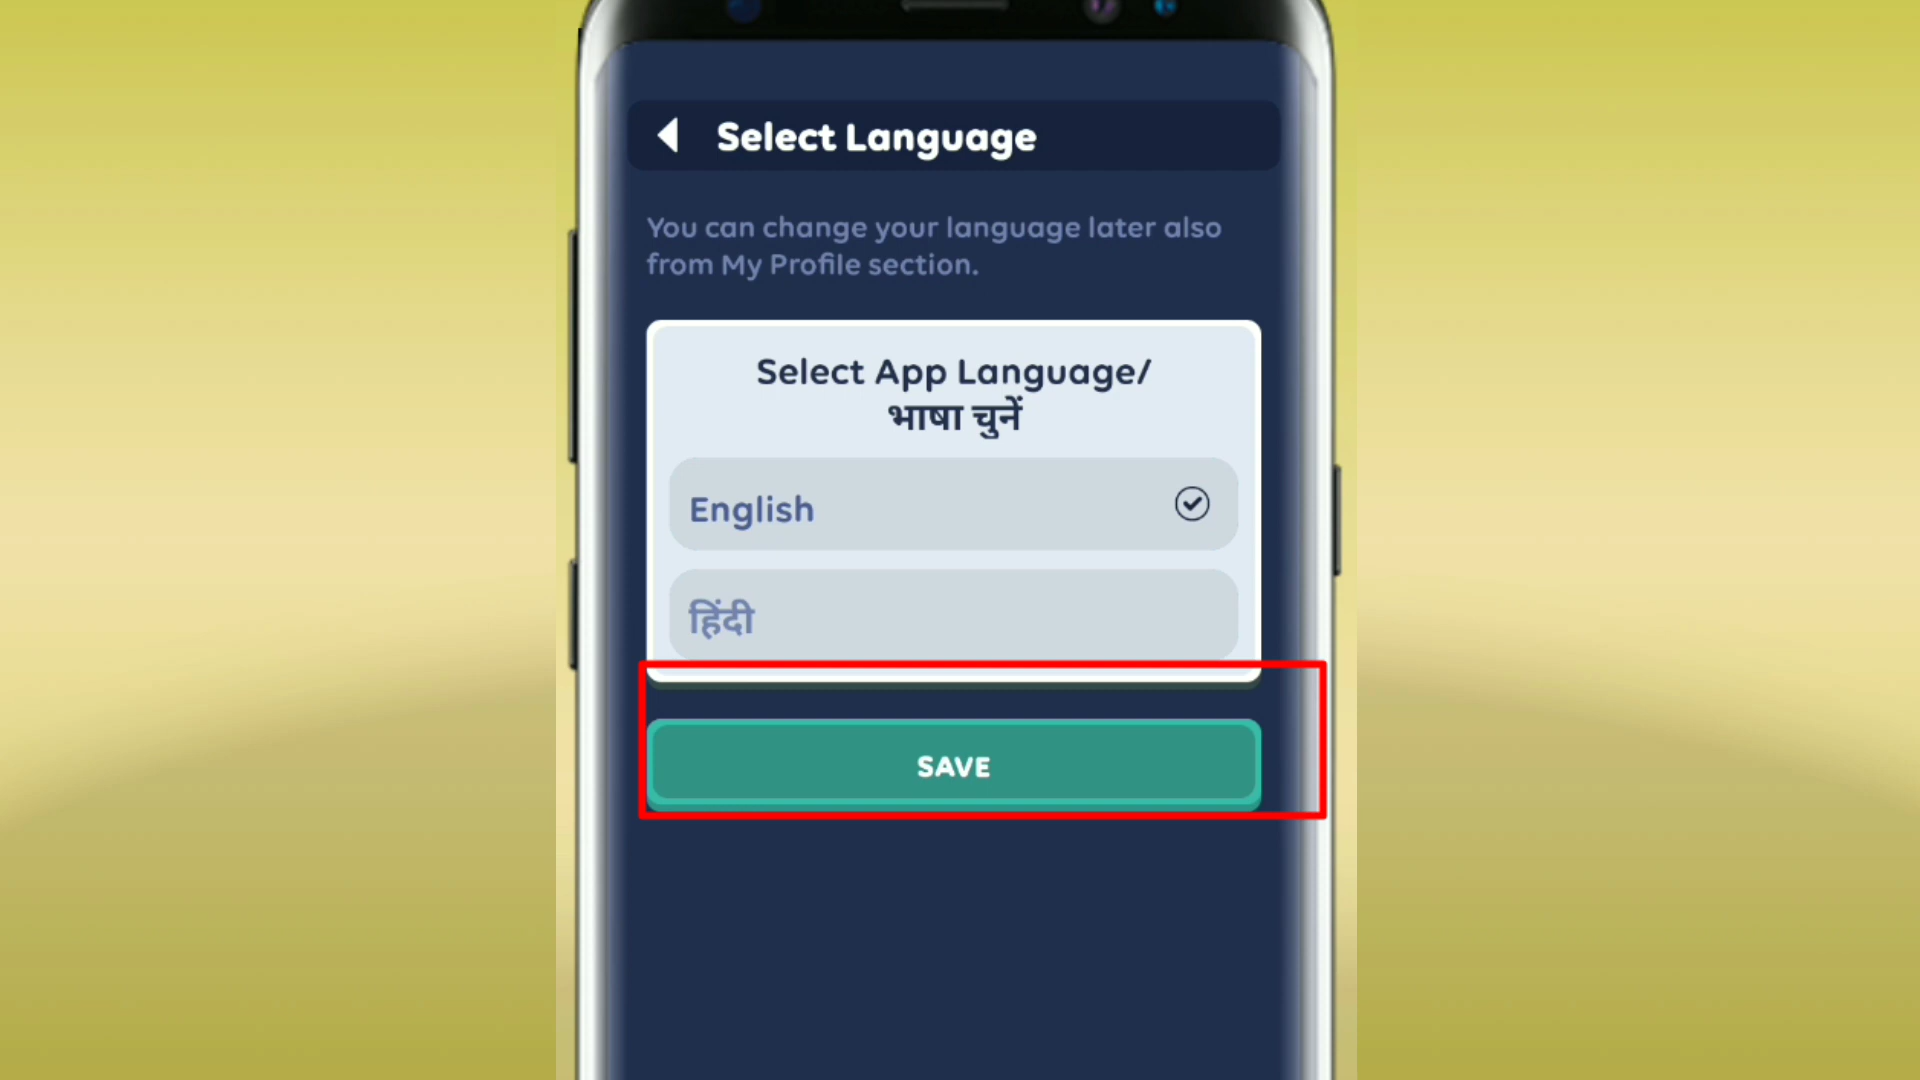 Select Language
You can change your language later also
from My Profile section.
Select App Language/
भाषा चुनें
English
हिंदी
SAVE